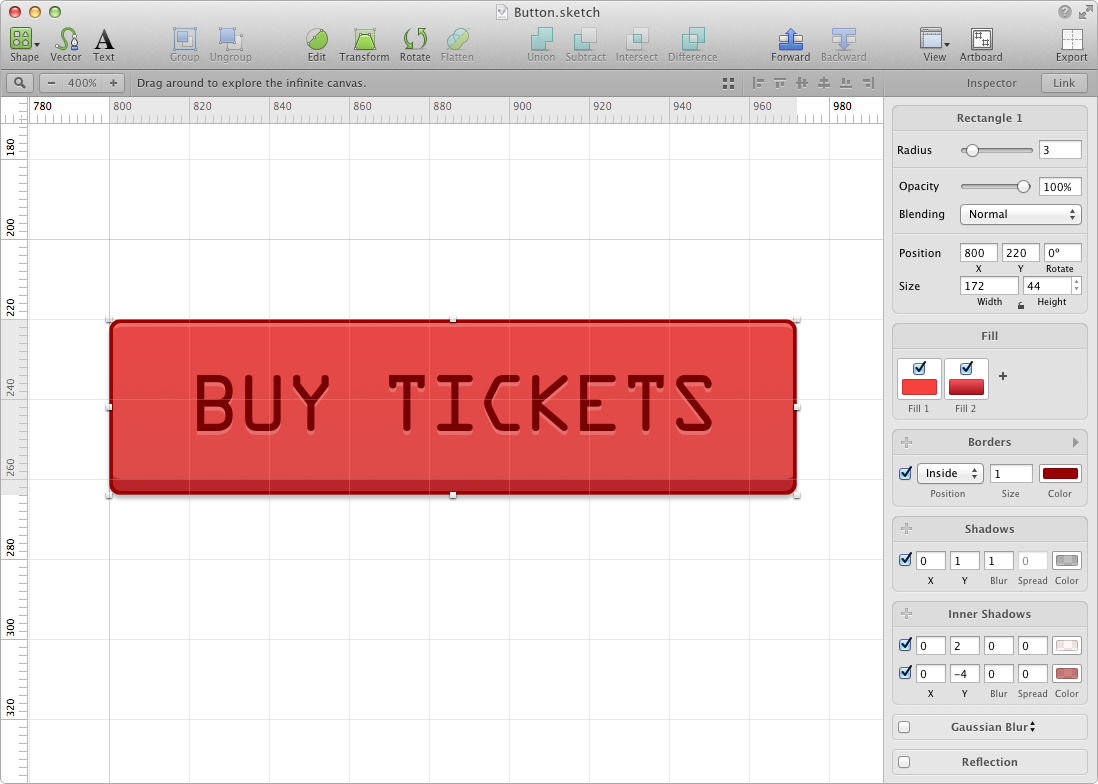 Button.sketch
Shape Vector Text Group Ungroup Edit Transform Rotate Flatten Union Subtract Intersect Difference Forward Backward View Artboard Export
− 400% + Drag around to explore the infinite canvas. Inspector Link
780 800 820 840 860 880 900 920 940 960 980
180
200
220
240
260
280
300
320
BUY TICKETS
Rectangle 1
Radius 3
Opacity 100%
Blending Normal
Position 800 220 0°
X Y Rotate
Size 172 44
Width Height
Fill
+
Fill 1 Fill 2
Borders
Inside 1
Position Size Color
Shadows
0 1 1 0
X Y Blur Spread Color
Inner Shadows
0 2 0 0
0 −4 0 0
X Y Blur Spread Color
Gaussian Blur
Reflection